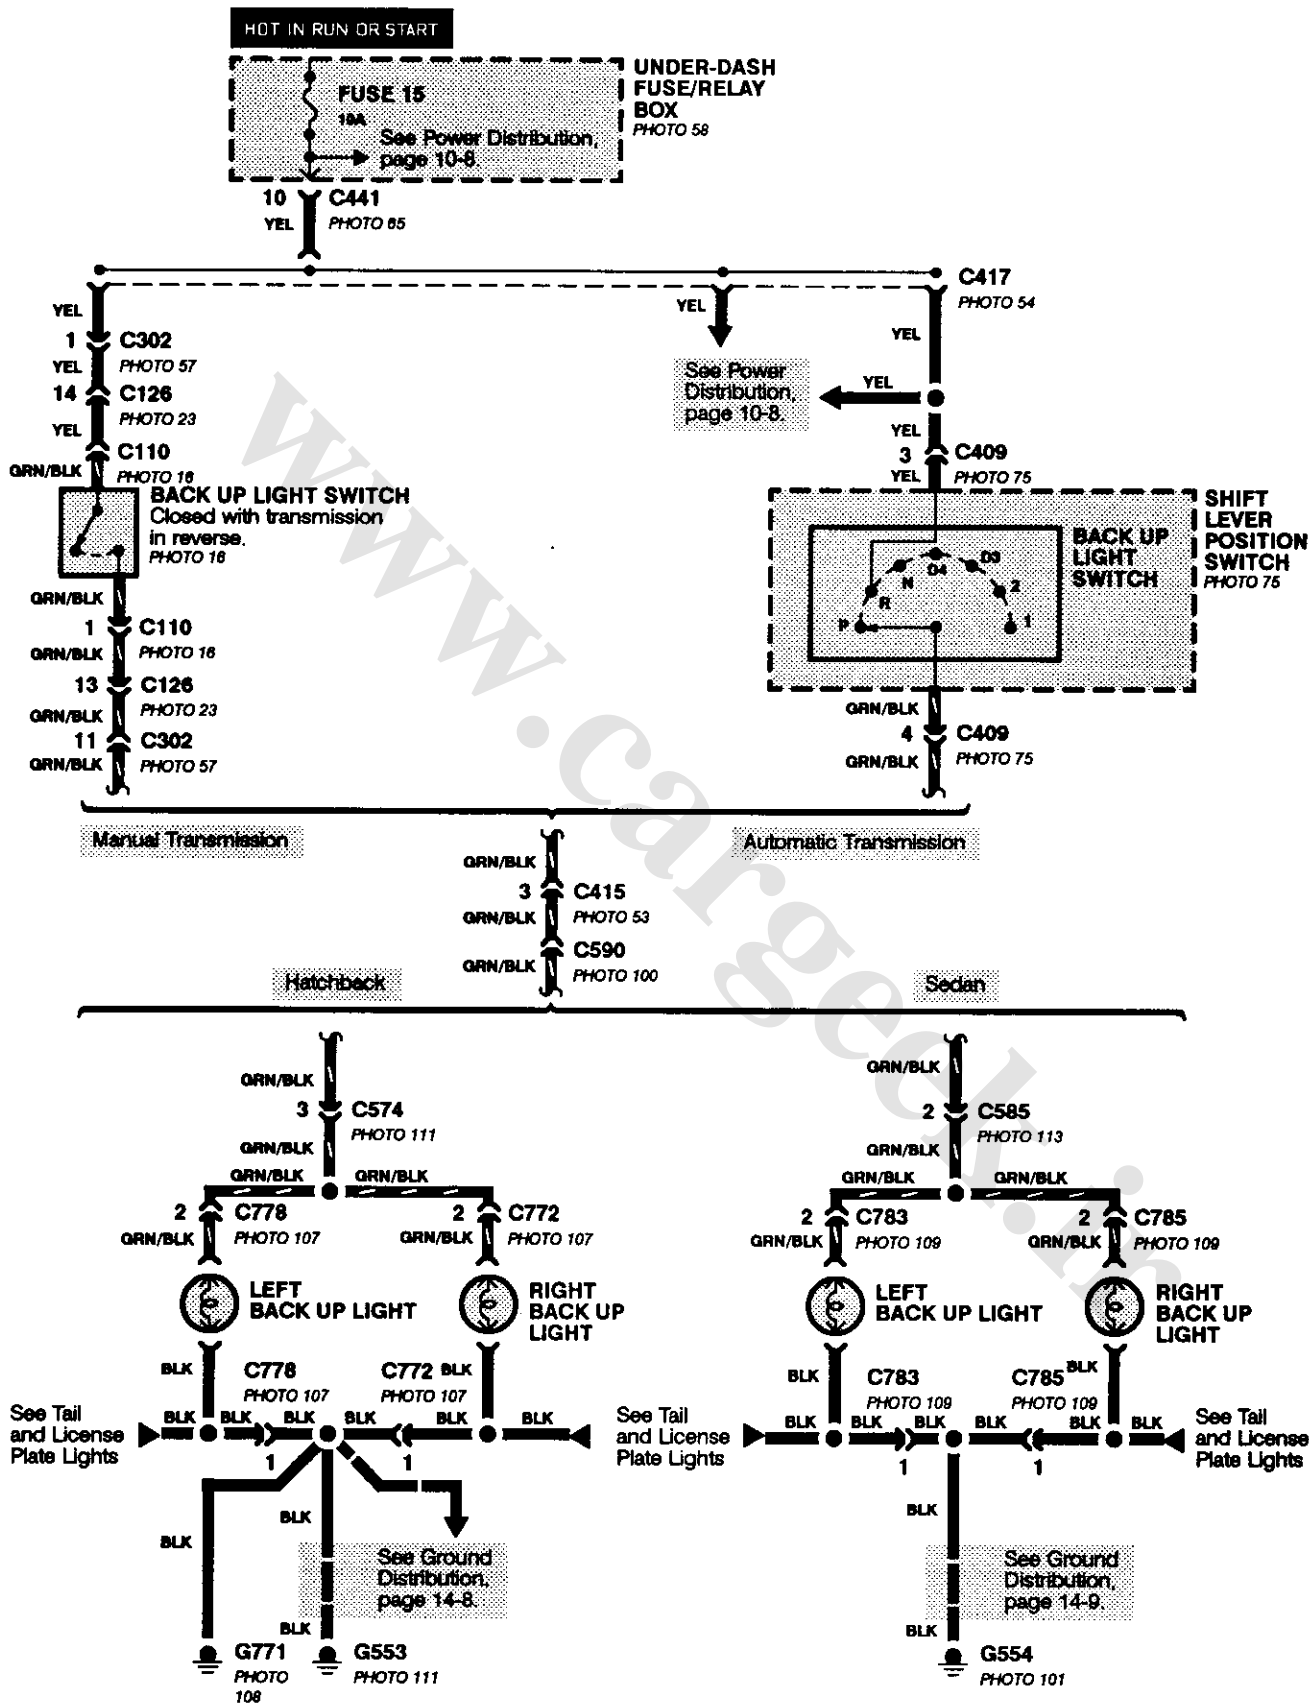 HOT IN RUN OR START
UNDER-DASH
FUSE/RELAY
BOX
PHOTO 58
FUSE 15
10A
See Power Distribution,
page 10-8.
10 C441
YEL PHOTO 65
C417
PHOTO 54
YEL
1 C302
YEL PHOTO 57
14 C126
PHOTO 23
YEL
C110
GRN/BLK PHOTO 16
BACK UP LIGHT SWITCH
Closed with transmission
in reverse.
PHOTO 16
GRN/BLK
1 C110
GRN/BLK PHOTO 16
13 C126
GRN/BLK PHOTO 23
11 C302
GRN/BLK PHOTO 57
YEL
See Power
Distribution,
page 10-8.
YEL
YEL
YEL
3 C409
YEL PHOTO 75
SHIFT
LEVER
POSITION
SWITCH
PHOTO 75
BACK UP
LIGHT
SWITCH
P R N D4 D3 2 1
GRN/BLK
4 C409
GRN/BLK PHOTO 75
Manual Transmission
Automatic Transmission
GRN/BLK
3 C415
GRN/BLK PHOTO 53
C590
GRN/BLK PHOTO 100
Hatchback
Sedan
GRN/BLK
3 C574
PHOTO 111
GRN/BLK
GRN/BLK GRN/BLK
2 C778
GRN/BLK PHOTO 107
2 C772
GRN/BLK PHOTO 107
LEFT
BACK UP LIGHT
RIGHT
BACK UP
LIGHT
BLK C778
PHOTO 107
C772 BLK
PHOTO 107
See Tail
and License
Plate Lights
BLK BLK BLK BLK BLK BLK
1 1
BLK
BLK
See Ground
Distribution,
page 14-8.
BLK
G771
PHOTO
108
G553
PHOTO 111
GRN/BLK
2 C585
PHOTO 113
GRN/BLK
GRN/BLK GRN/BLK
2 C783
GRN/BLK PHOTO 109
2 C785
GRN/BLK PHOTO 109
LEFT
BACK UP LIGHT
RIGHT
BACK UP
LIGHT
BLK C783
PHOTO 109
C785 BLK
PHOTO 109
See Tail
and License
Plate Lights
BLK BLK BLK BLK BLK BLK
See Tail
and License
Plate Lights
1 1
BLK
See Ground
Distribution,
page 14-9.
BLK
G554
PHOTO 101
www.cargeek.ir